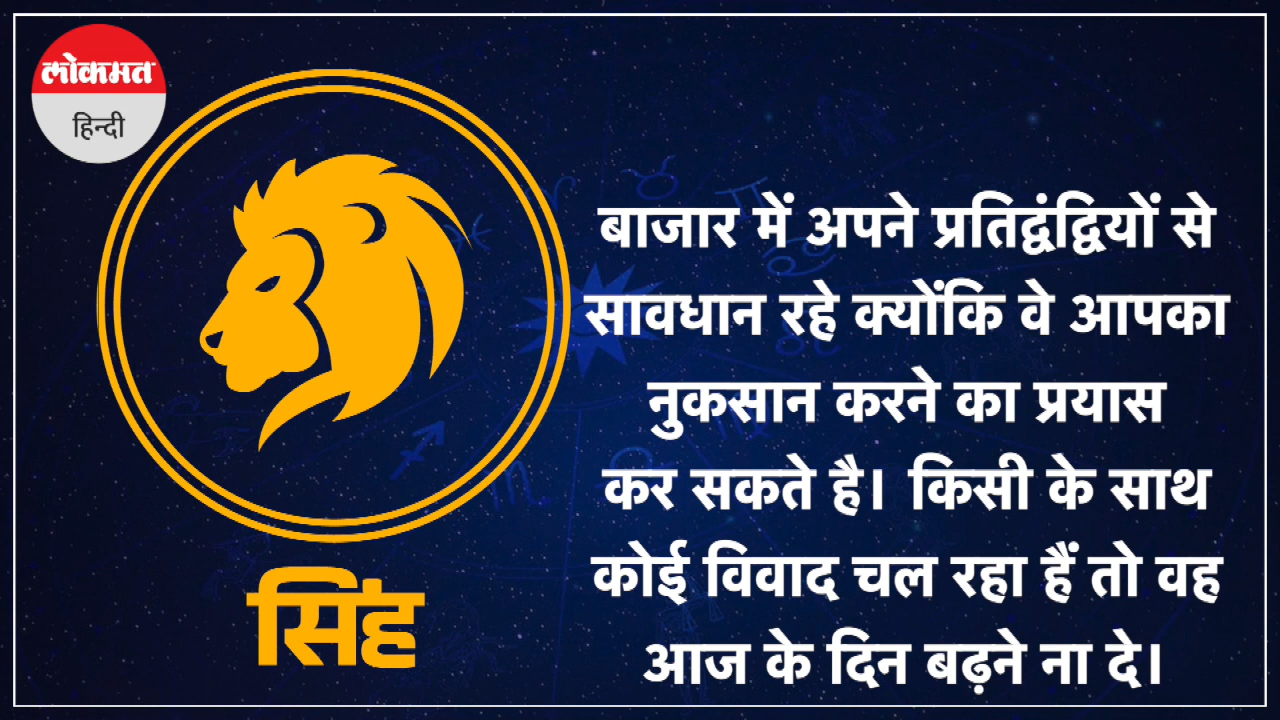 लोकमत
हिन्दी
बाजार में अपने प्रतिद्वंद्वियों से
सावधान रहे क्योंकि वे आपका
नुकसान करने का प्रयास
कर सकते है। किसी के साथ
कोई विवाद चल रहा हैं तो वह
आज के दिन बढ़ने ना दे।
सिंह